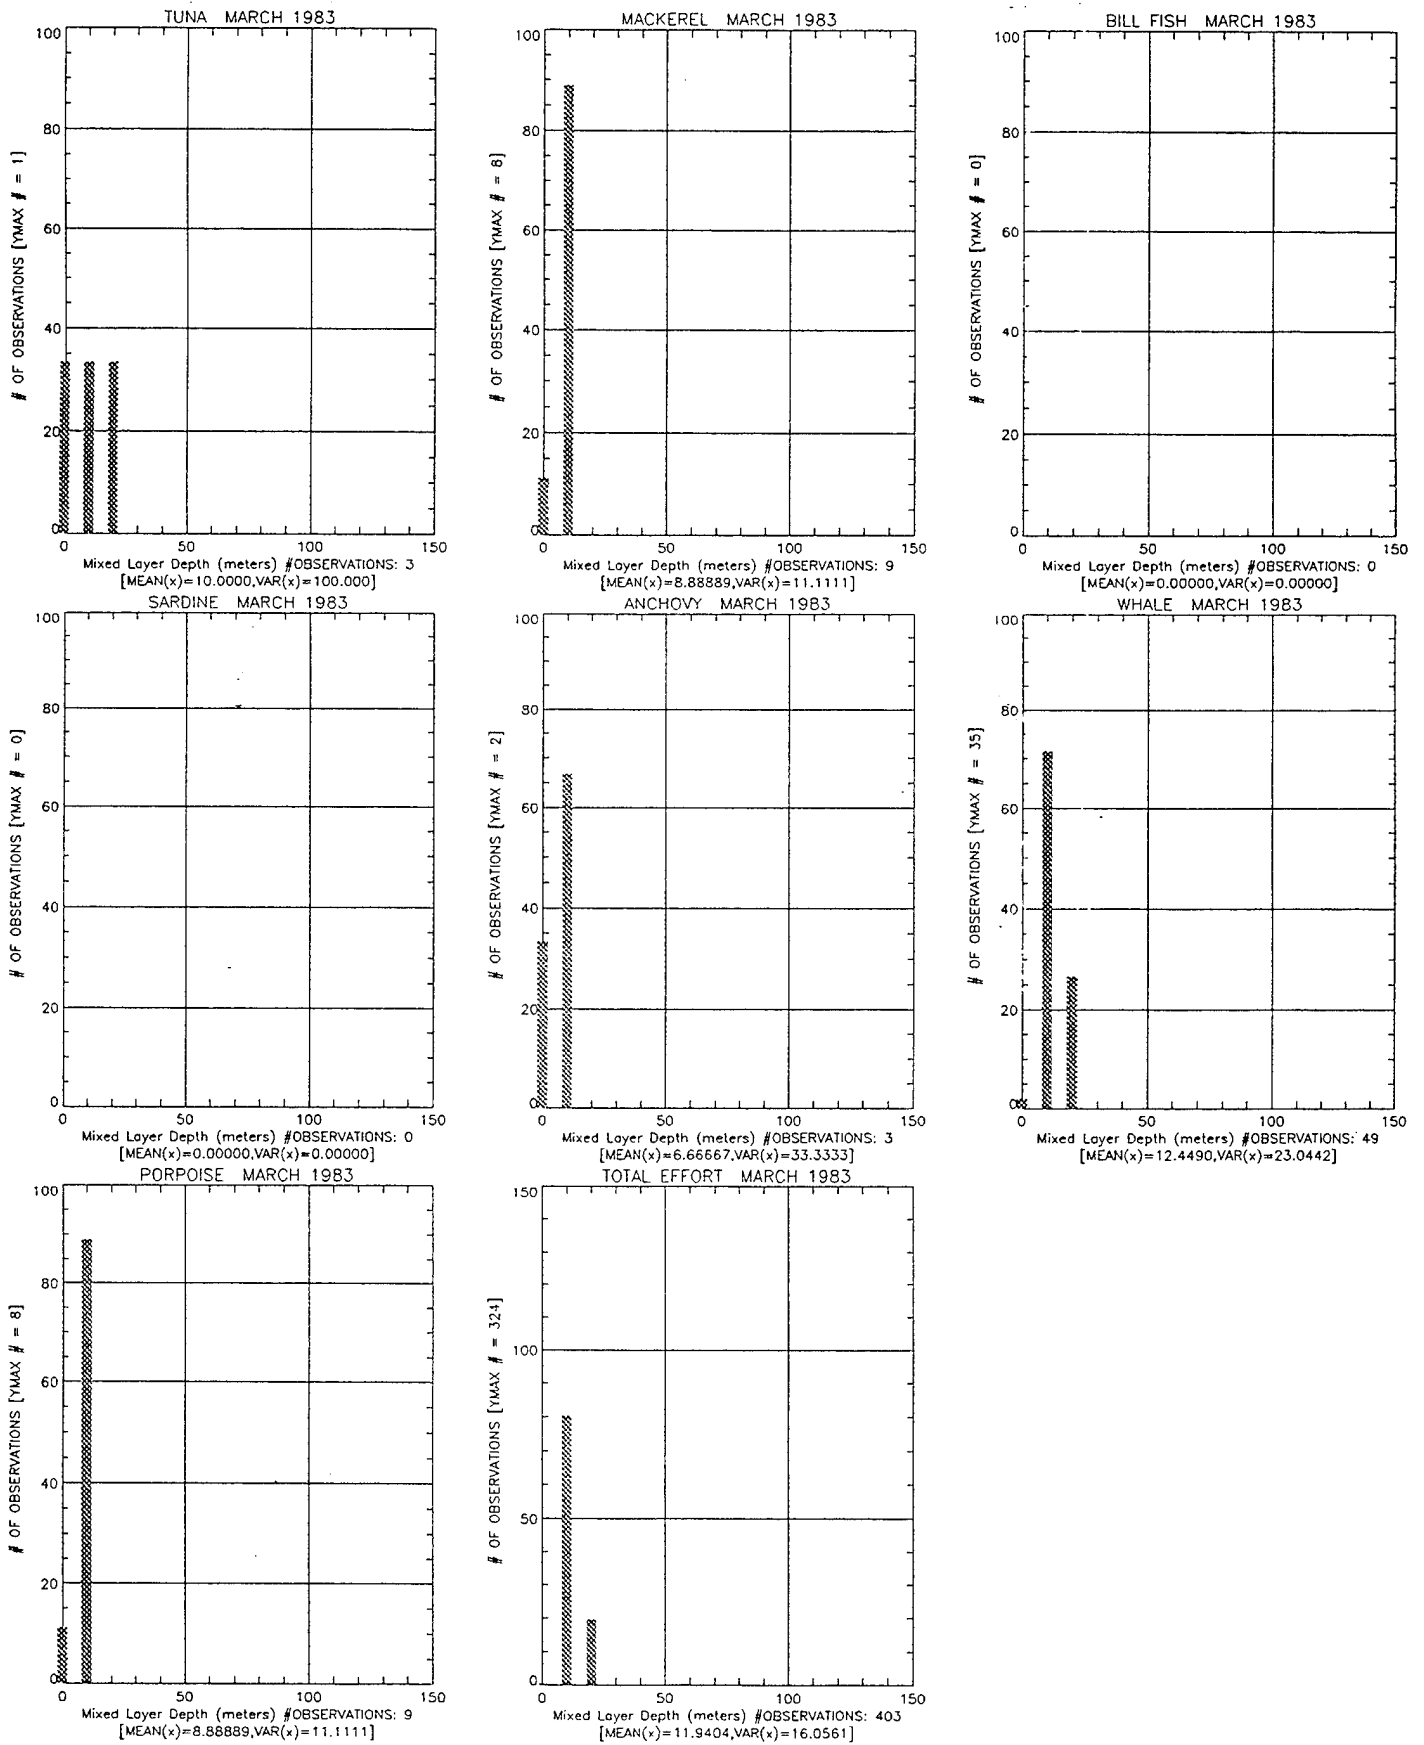 TUNA MARCH 1983
# OF OBSERVATIONS [YMAX # = 1]
100
80
60
40
20
0
0 50 100 150
Mixed Layer Depth (meters) #OBSERVATIONS: 3
[MEAN(x)=10.0000,VAR(x)=100.000]
MACKEREL MARCH 1983
# OF OBSERVATIONS [YMAX # = 8]
100
80
60
40
20
0
0 50 100 150
Mixed Layer Depth (meters) #OBSERVATIONS: 9
[MEAN(x)=8.88889,VAR(x)=11.1111]
BILL FISH MARCH 1983
# OF OBSERVATIONS [YMAX # = 0]
100
80
60
40
20
0
0 50 100 150
Mixed Layer Depth (meters) #OBSERVATIONS: 0
[MEAN(x)=0.00000,VAR(x)=0.00000]
SARDINE MARCH 1983
# OF OBSERVATIONS [YMAX # = 0]
100
80
60
40
20
0
0 50 100 150
Mixed Layer Depth (meters) #OBSERVATIONS: 0
[MEAN(x)=0.00000,VAR(x)=0.00000]
ANCHOVY MARCH 1983
# OF OBSERVATIONS [YMAX # = 2]
100
80
60
40
20
0
0 50 100 150
Mixed Layer Depth (meters) #OBSERVATIONS: 3
[MEAN(x)=6.66667,VAR(x)=33.3333]
WHALE MARCH 1983
# OF OBSERVATIONS [YMAX # = 35]
100
80
60
40
20
0
0 50 100 150
Mixed Layer Depth (meters) #OBSERVATIONS: 49
[MEAN(x)=12.4490,VAR(x)=23.0442]
PORPOISE MARCH 1983
# OF OBSERVATIONS [YMAX # = 8]
100
80
60
40
20
0
0 50 100 150
Mixed Layer Depth (meters) #OBSERVATIONS: 9
[MEAN(x)=8.88889,VAR(x)=11.1111]
TOTAL EFFORT MARCH 1983
# OF OBSERVATIONS [YMAX # = 324]
150
100
50
0
0 50 100 150
Mixed Layer Depth (meters) #OBSERVATIONS: 403
[MEAN(x)=11.9404,VAR(x)=16.0561]